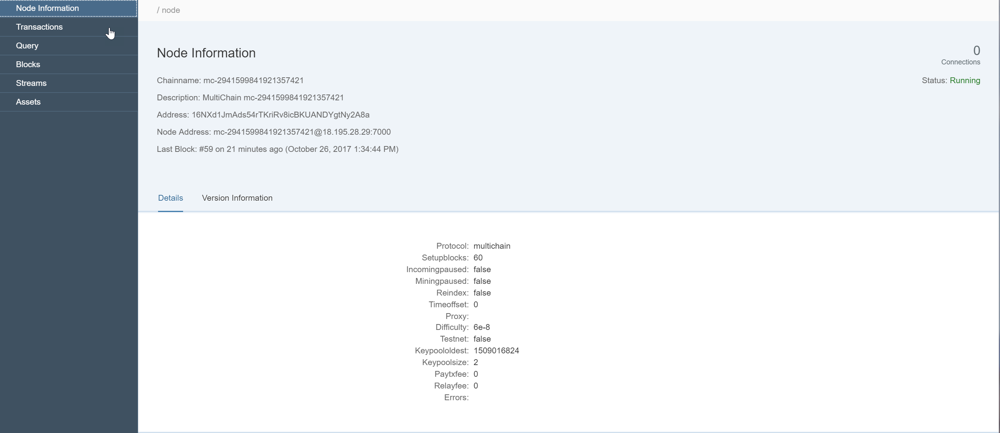 Node Information
Transactions
Query
Blocks
Streams
Assets
/ node
Node Information
0
Connections
Chainname: mc-2941599841921357421
Status: Running
Description: MultiChain mc-2941599841921357421
Address: 16NXd1JmAds54rTKriRv8icBKUANDYgtNy2A8a
Node Address: mc-2941599841921357421@18.195.28.29:7000
Last Block: #59 on 21 minutes ago (October 26, 2017 1:34:44 PM)
Details Version Information
Protocol: multichain
Setupblocks: 60
Incomingpaused: false
Miningpaused: false
Reindex: false
Timeoffset: 0
Proxy:
Difficulty: 6e-8
Testnet: false
Keypoololdest: 1509016824
Keypoolsize: 2
Paytxfee: 0
Relayfee: 0
Errors: